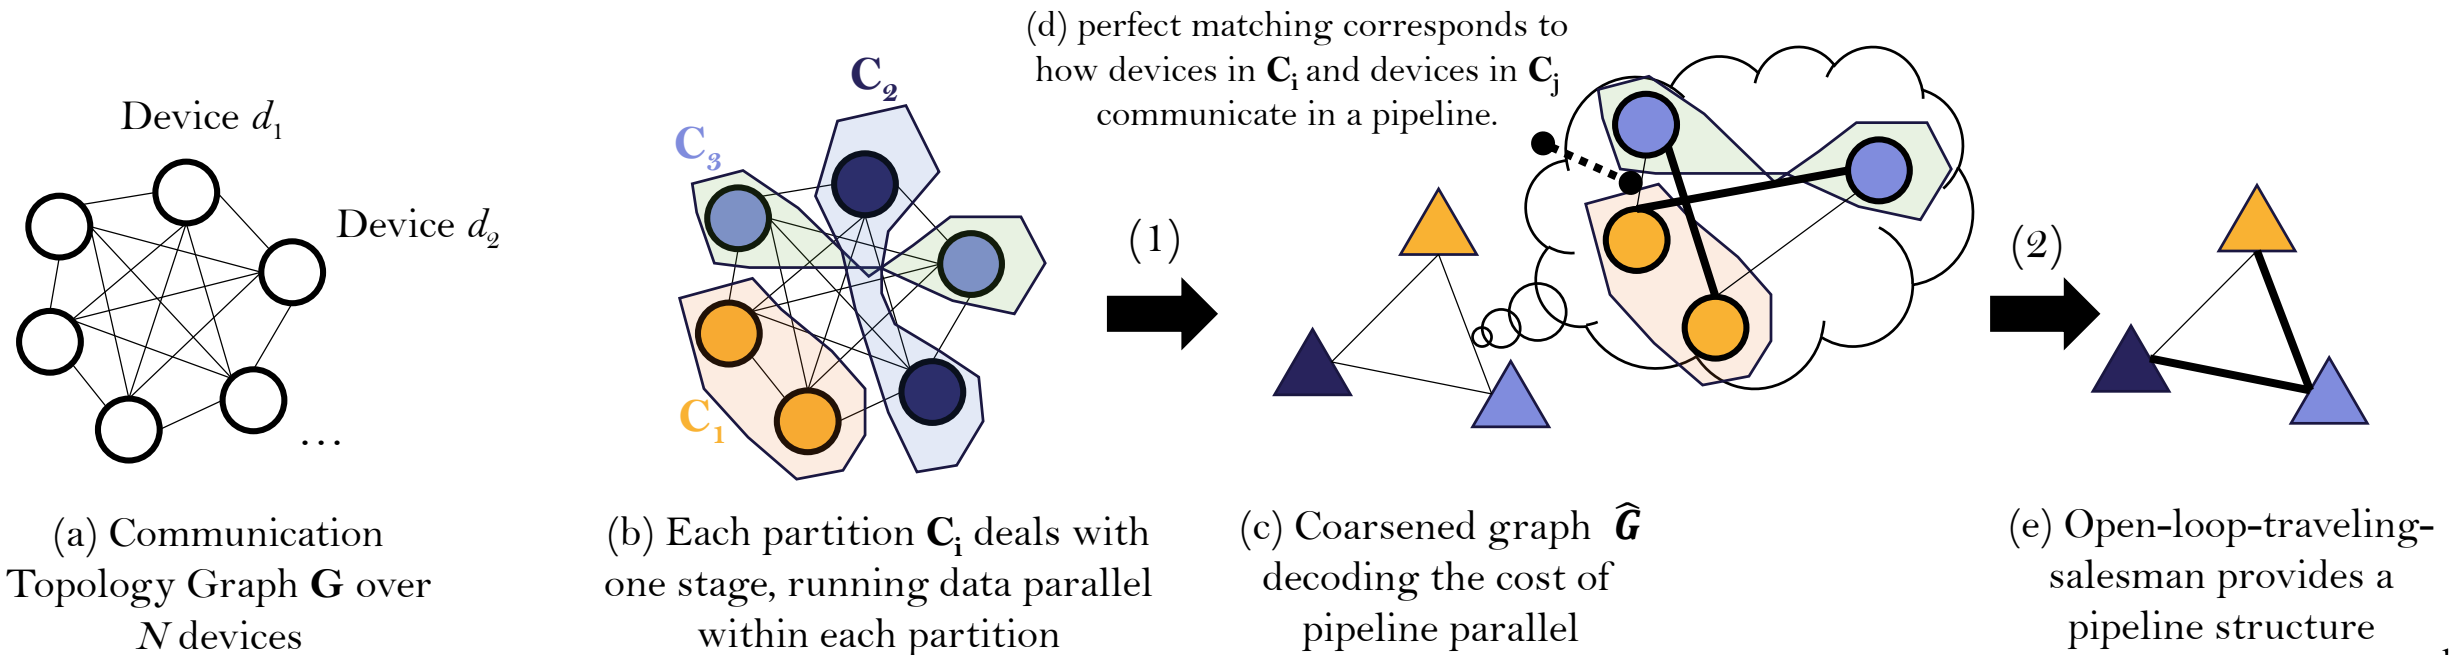 Device d1
Device d2
...
(a) Communication
Topology Graph G over
N devices
C2
C3
C1
(b) Each partition Ci deals with
one stage, running data parallel
within each partition
(d) perfect matching corresponds to
how devices in Ci and devices in Cj
communicate in a pipeline.
(1)
(c) Coarsened graph Ĝ
decoding the cost of
pipeline parallel
(2)
(e) Open-loop-traveling-
salesman provides a
pipeline structure